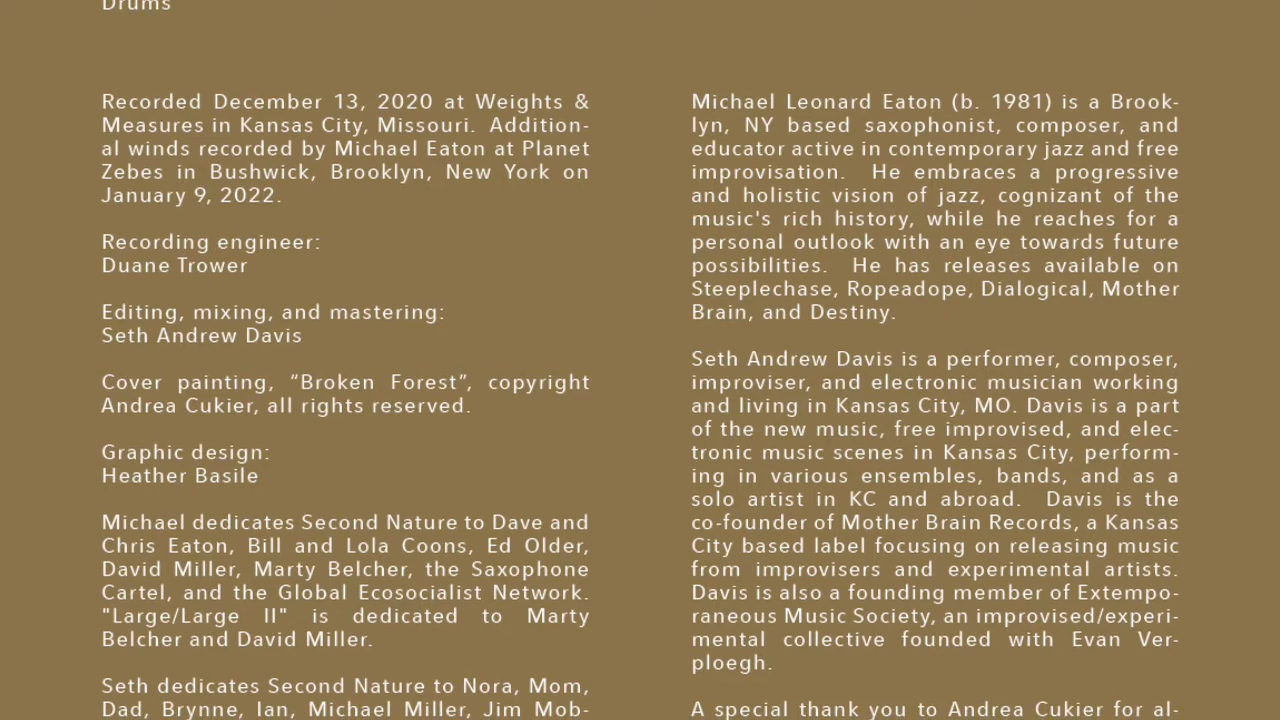 Drums
Recorded December 13, 2020 at Weights &
Measures in Kansas City, Missouri.  Addition-
al winds recorded by Michael Eaton at Planet
Zebes in Bushwick, Brooklyn, New York on
January 9, 2022.
Recording engineer:
Duane Trower
Editing, mixing, and mastering:
Seth Andrew Davis
Cover painting, “Broken Forest”, copyright
Andrea Cukier, all rights reserved.
Graphic design:
Heather Basile
Michael dedicates Second Nature to Dave and
Chris Eaton, Bill and Lola Coons, Ed Older,
David Miller, Marty Belcher, the Saxophone
Cartel, and the Global Ecosocialist Network.
"Large/Large II" is dedicated to Marty
Belcher and David Miller.
Seth dedicates Second Nature to Nora, Mom,
Dad, Brynne, Ian, Michael Miller, Jim Mob-
Michael Leonard Eaton (b. 1981) is a Brook-
lyn, NY based saxophonist, composer, and
educator active in contemporary jazz and free
improvisation.  He embraces a progressive
and holistic vision of jazz, cognizant of the
music's rich history, while he reaches for a
personal outlook with an eye towards future
possibilities.  He has releases available on
Steeplechase, Ropeadope, Dialogical, Mother
Brain, and Destiny.
Seth Andrew Davis is a performer, composer,
improviser, and electronic musician working
and living in Kansas City, MO. Davis is a part
of the new music, free improvised, and elec-
tronic music scenes in Kansas City, perform-
ing in various ensembles, bands, and as a
solo artist in KC and abroad.  Davis is the
co-founder of Mother Brain Records, a Kansas
City based label focusing on releasing music
from improvisers and experimental artists.
Davis is also a founding member of Extempo-
raneous Music Society, an improvised/experi-
mental collective founded with Evan Ver-
ploegh.
A special thank you to Andrea Cukier for al-